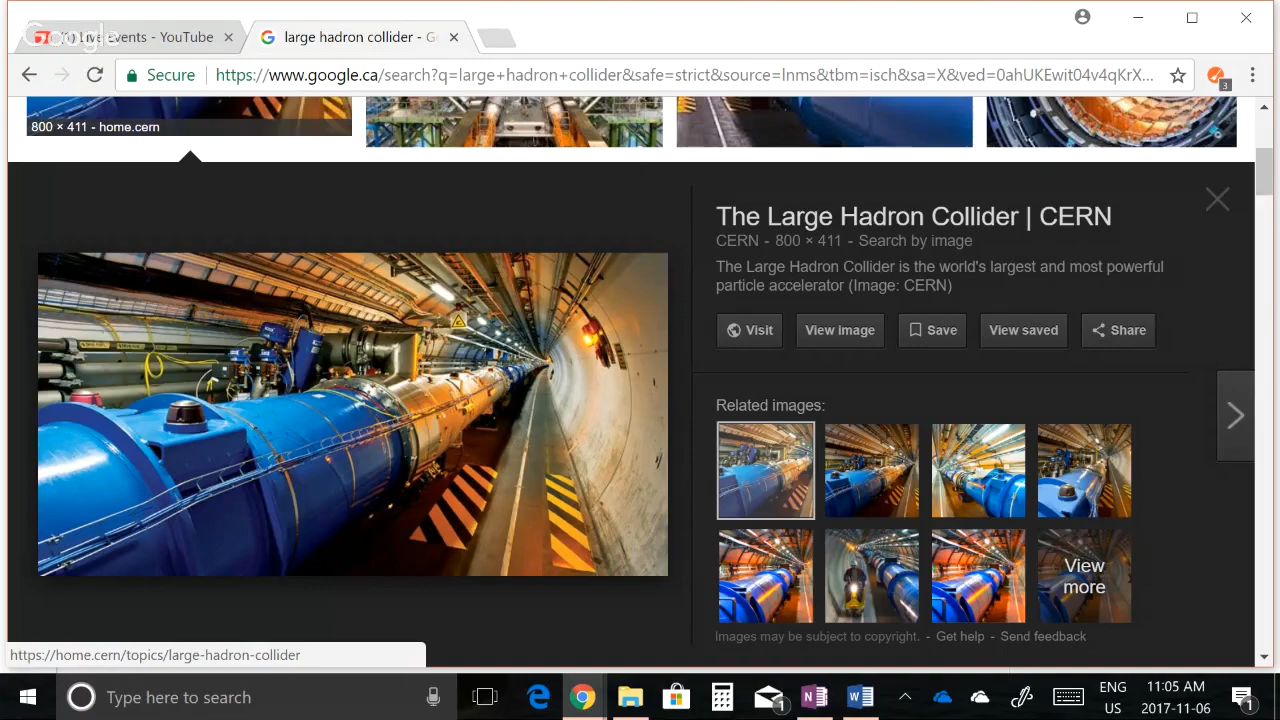 Google
Live Events - YouTube
large hadron collider - G
Secure
https://www.google.ca/search?q=large+hadron+collider&safe=strict&source=lnms&tbm=isch&sa=X&ved=0ahUKEwit04v4qKrX...
3
800 × 411 - home.cern
The Large Hadron Collider | CERN
CERN - 800 × 411 - Search by image
The Large Hadron Collider is the world's largest and most powerful
particle accelerator (Image: CERN)
Visit
View image
Save
View saved
Share
Related images:
View
more
Images may be subject to copyright. - Get help - Send feedback
https://home.cern/topics/large-hadron-collider
Type here to search
1
ENG
US
11:05 AM
2017-11-06
1